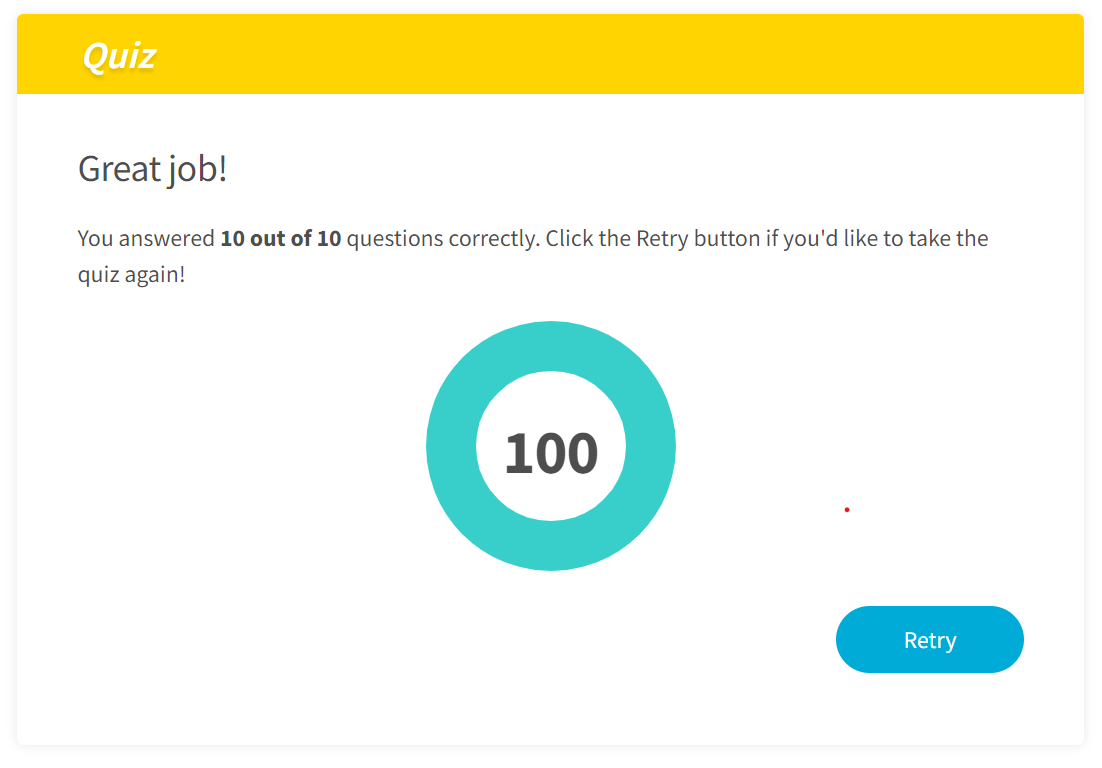 Quiz
Great job!
You answered 10 out of 10 questions correctly. Click the Retry button if you'd like to take the
quiz again!
100
Retry